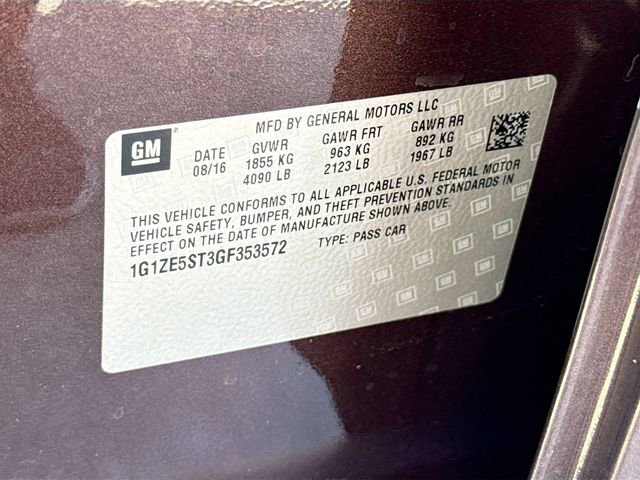 GM
MFD BY GENERAL MOTORS LLC
DATE GVWR GAWR FRT GAWR RR
08/16 1855 KG 963 KG 892 KG
4090 LB 2123 LB 1967 LB
THIS VEHICLE CONFORMS TO ALL APPLICABLE U.S. FEDERAL MOTOR
VEHICLE SAFETY, BUMPER, AND THEFT PREVENTION STANDARDS IN
EFFECT ON THE DATE OF MANUFACTURE SHOWN ABOVE.
1G1ZE5ST3GF353572 TYPE: PASS CAR